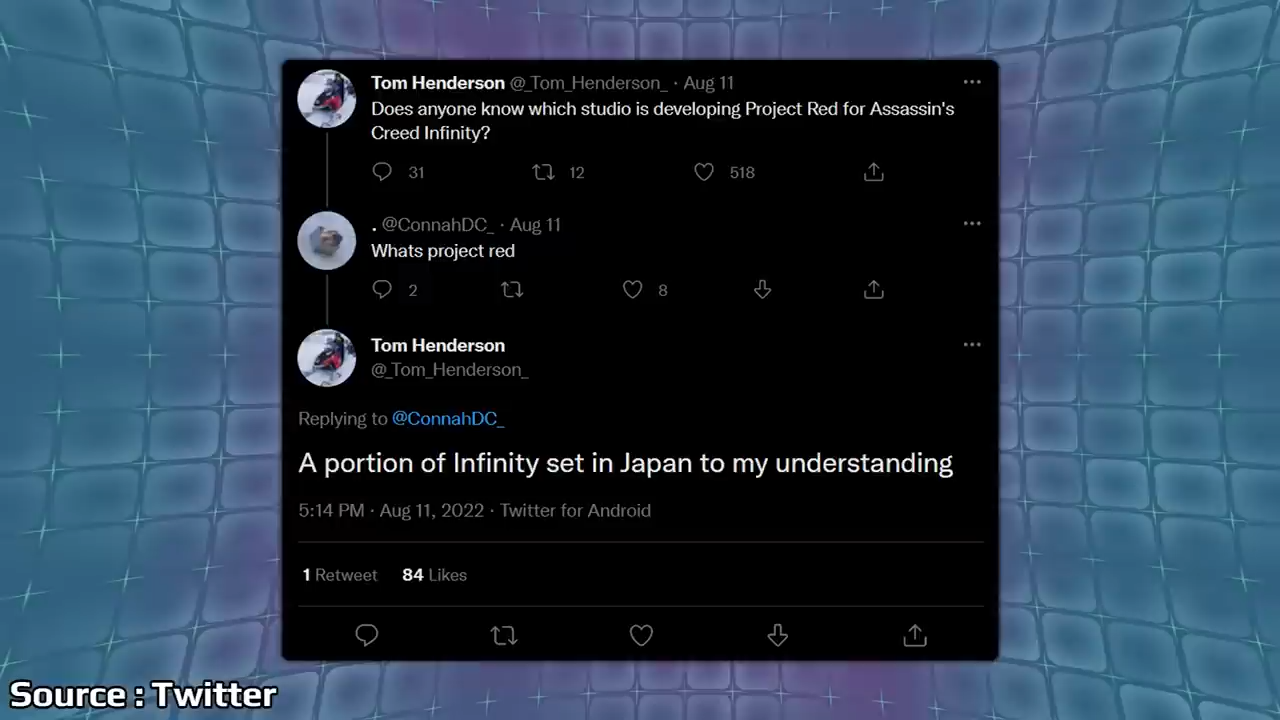 Tom Henderson @_Tom_Henderson_ · Aug 11
Does anyone know which studio is developing Project Red for Assassin's
Creed Infinity?
31 12 518
. @ConnahDC_ · Aug 11
Whats project red
2 8
Tom Henderson
@_Tom_Henderson_
Replying to @ConnahDC_
A portion of Infinity set in Japan to my understanding
5:14 PM · Aug 11, 2022 · Twitter for Android
1 Retweet 84 Likes
Source : Twitter